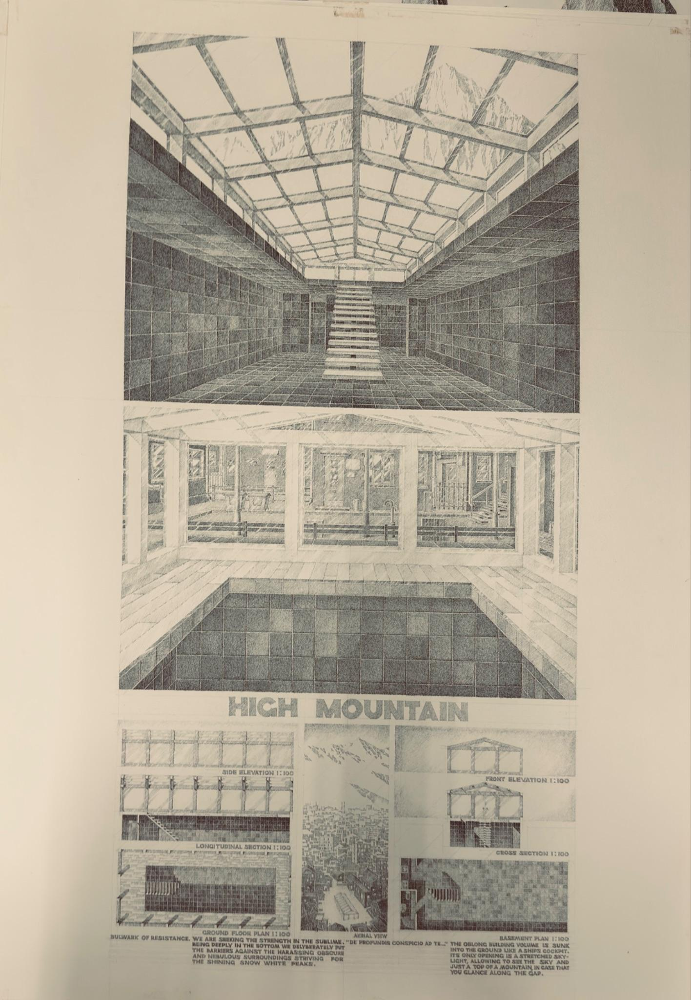 HIGH MOUNTAIN
SIDE ELEVATION 1:100
FRONT ELEVATION 1:100
LONGITUDINAL SECTION 1:100
CROSS SECTION 1:100
GROUND FLOOR PLAN 1:100
AERIAL VIEW
BASEMENT PLAN 1:100
BULWARK OF RESISTANCE. WE ARE SEEKING THE STRENGTH IN THE SUBLIME.
BEING DEEPLY IN THE BOTTOM WE DELYBERATELY PUT
THE BARRIERS AGAINST THE HARASSING OBSCURE
AND NEBULOUS SURROUNDINGS STRIVING FOR
THE SHINING SNOW WHITE PEAKS.
"DE PROFUNDIS CONSPICIO AD TE..."
THE OBLONG BUILDING VOLUME IS SUNK
INTO THE GROUND LIKE A SHIPS COCKPIT.
ITS ONLY OPENING IS A STRETCHED SKY-
LIGHT, ALLOWING TO SEE THE SKY AND
JUST A TOP OF A MOUNTAIN, IN CASE THAT
YOU GLANCE ALONG THE GAP.